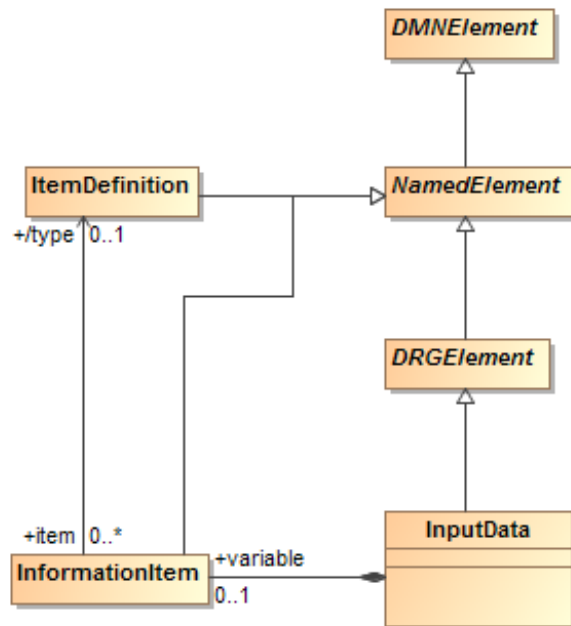 DMNElement
ItemDefinition
NamedElement
+/type 0..1
DRGElement
+item 0..*
InputData
InformationItem
+variable
0..1